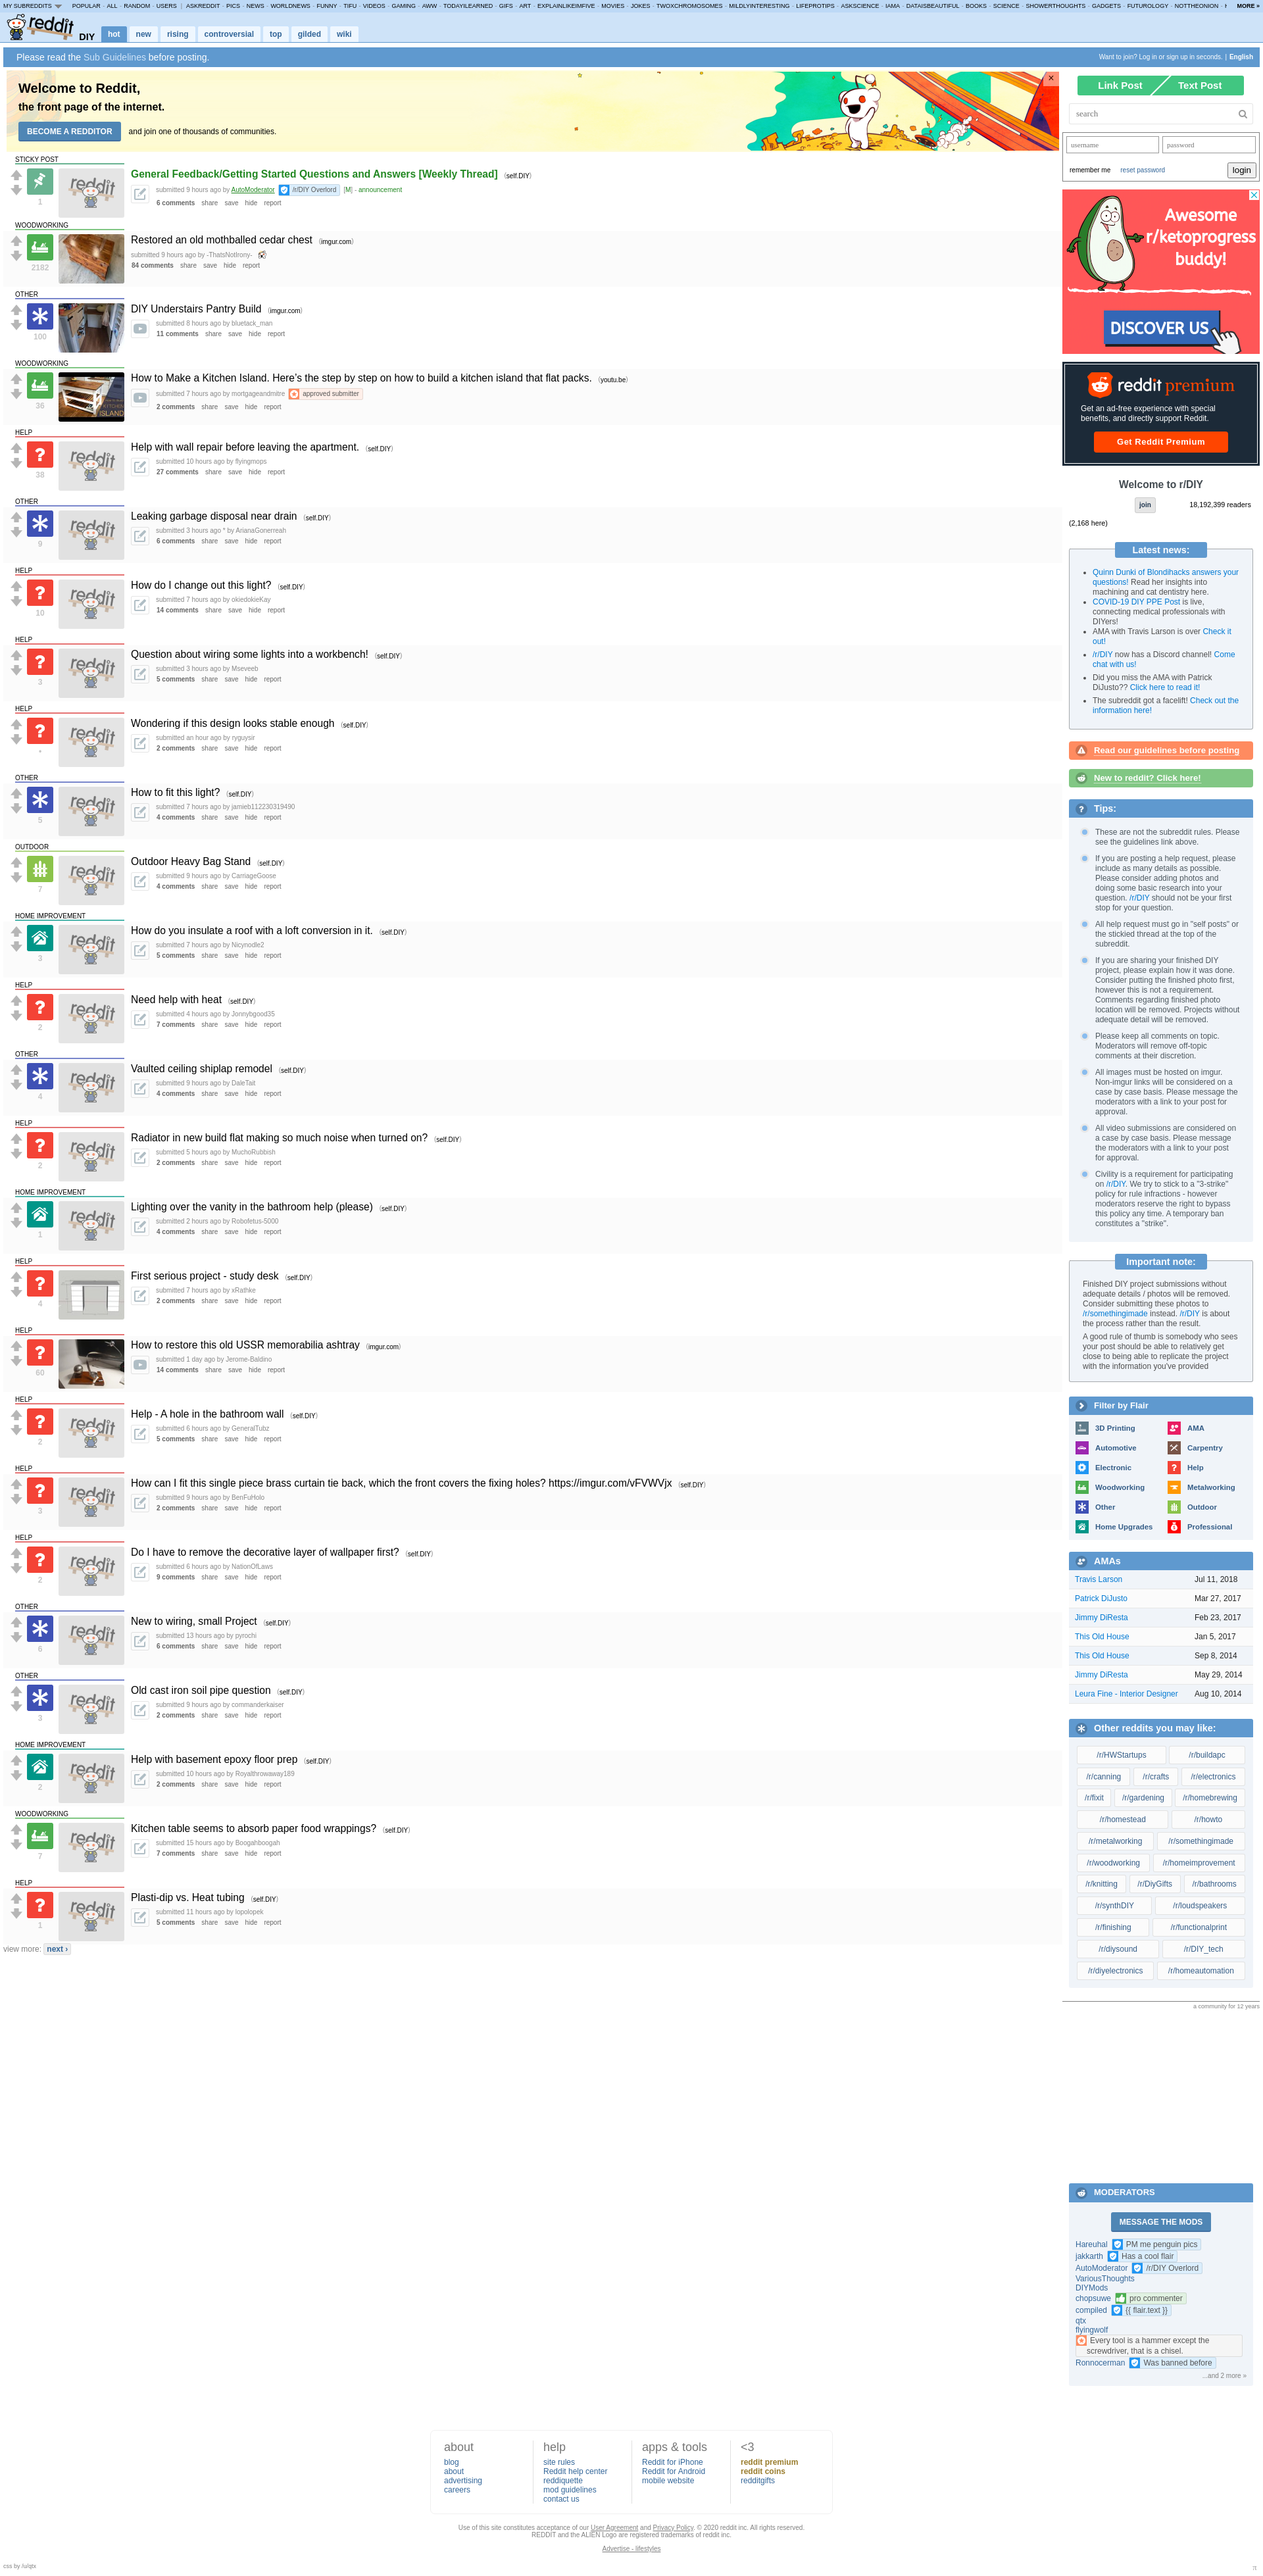 MY SUBREDDITS POPULAR - ALL - RANDOM - USERS | ASKREDDIT - PICS - NEWS - WORLDNEWS - FUNNY - TIFU - VIDEOS - GAMING - AWW - TODAYILEARNED - GIFS - ART - EXPLAINLIKEIMFIVE - MOVIES - JOKES - TWOXCHROMOSOMES - MILDLYINTERESTING - LIFEPROTIPS - ASKSCIENCE - IAMA - DATAISBEAUTIFUL - BOOKS - SCIENCE - SHOWERTHOUGHTS - GADGETS - FUTUROLOGY - NOTTHEONION MORE »
reddit DIY hot new rising controversial top gilded wiki
Please read the Sub Guidelines before posting.
Want to join? Log in or sign up in seconds. | English
Welcome to Reddit,
the front page of the internet.
BECOME A REDDITOR and join one of thousands of communities.
STICKY POST
General Feedback/Getting Started Questions and Answers [Weekly Thread] (self.DIY)
submitted 9 hours ago by AutoModerator /r/DIY Overlord [M] - announcement
1
6 comments share save hide report
WOODWORKING
Restored an old mothballed cedar chest (imgur.com)
submitted 9 hours ago by -ThatsNotIrony-
2182
84 comments share save hide report
OTHER
DIY Understairs Pantry Build (imgur.com)
submitted 8 hours ago by bluetack_man
100
11 comments share save hide report
WOODWORKING
How to Make a Kitchen Island. Here's the step by step on how to build a kitchen island that flat packs. (youtu.be)
submitted 7 hours ago by mortgageandmitre approved submitter
36
2 comments share save hide report
HELP
Help with wall repair before leaving the apartment. (self.DIY)
submitted 10 hours ago by flyingmops
38
27 comments share save hide report
OTHER
Leaking garbage disposal near drain (self.DIY)
submitted 3 hours ago * by ArianaGonerreah
9
6 comments share save hide report
HELP
How do I change out this light? (self.DIY)
submitted 7 hours ago by okiedokieKay
10
14 comments share save hide report
HELP
Question about wiring some lights into a workbench! (self.DIY)
submitted 3 hours ago by Mseveeb
3
5 comments share save hide report
HELP
Wondering if this design looks stable enough (self.DIY)
submitted an hour ago by ryguysir
•
2 comments share save hide report
OTHER
How to fit this light? (self.DIY)
submitted 7 hours ago by jamieb112230319490
5
4 comments share save hide report
OUTDOOR
Outdoor Heavy Bag Stand (self.DIY)
submitted 9 hours ago by CarriageGoose
7
4 comments share save hide report
HOME IMPROVEMENT
How do you insulate a roof with a loft conversion in it. (self.DIY)
submitted 7 hours ago by Nicynodle2
3
5 comments share save hide report
HELP
Need help with heat (self.DIY)
submitted 4 hours ago by Jonnybgood35
2
7 comments share save hide report
OTHER
Vaulted ceiling shiplap remodel (self.DIY)
submitted 9 hours ago by DaleTait
4
4 comments share save hide report
HELP
Radiator in new build flat making so much noise when turned on? (self.DIY)
submitted 5 hours ago by MuchoRubbish
2
2 comments share save hide report
HOME IMPROVEMENT
Lighting over the vanity in the bathroom help (please) (self.DIY)
submitted 2 hours ago by Robofetus-5000
1
4 comments share save hide report
HELP
First serious project - study desk (self.DIY)
submitted 7 hours ago by xRathke
4
2 comments share save hide report
HELP
How to restore this old USSR memorabilia ashtray (imgur.com)
submitted 1 day ago by Jerome-Baldino
60
14 comments share save hide report
HELP
Help - A hole in the bathroom wall (self.DIY)
submitted 6 hours ago by GeneralTubz
2
5 comments share save hide report
HELP
How can I fit this single piece brass curtain tie back, which the front covers the fixing holes? https://imgur.com/vFVWVjx (self.DIY)
submitted 9 hours ago by BenFuHolo
3
2 comments share save hide report
HELP
Do I have to remove the decorative layer of wallpaper first? (self.DIY)
submitted 6 hours ago by NationOfLaws
2
9 comments share save hide report
OTHER
New to wiring, small Project (self.DIY)
submitted 13 hours ago by pyrochi
6
6 comments share save hide report
OTHER
Old cast iron soil pipe question (self.DIY)
submitted 9 hours ago by commanderkaiser
3
2 comments share save hide report
HOME IMPROVEMENT
Help with basement epoxy floor prep (self.DIY)
submitted 10 hours ago by Royalthrowaway189
2
2 comments share save hide report
WOODWORKING
Kitchen table seems to absorb paper food wrappings? (self.DIY)
submitted 15 hours ago by Boogahboogah
7
7 comments share save hide report
HELP
Plasti-dip vs. Heat tubing (self.DIY)
submitted 11 hours ago by lopolopek
1
5 comments share save hide report
view more: next ›
Link Post Text Post
search
username password
remember me reset password login
Awesome
r/ketoprogress
buddy!
DISCOVER US
reddit premium
Get an ad-free experience with special
benefits, and directly support Reddit.
Get Reddit Premium
Welcome to r/DIY
join 18,192,399 readers
(2,168 here)
Latest news:
Quinn Dunki of Blondihacks answers your
questions! Read her insights into
machining and cat dentistry here.
COVID-19 DIY PPE Post is live,
connecting medical professionals with
DIYers!
AMA with Travis Larson is over Check it
out!
/r/DIY now has a Discord channel! Come
chat with us!
Did you miss the AMA with Patrick
DiJusto?? Click here to read it!
The subreddit got a facelift! Check out the
information here!
Read our guidelines before posting
New to reddit? Click here!
Tips:
These are not the subreddit rules. Please
see the guidelines link above.
If you are posting a help request, please
include as many details as possible.
Please consider adding photos and
doing some basic research into your
question. /r/DIY should not be your first
stop for your question.
All help request must go in "self posts" or
the stickied thread at the top of the
subreddit.
If you are sharing your finished DIY
project, please explain how it was done.
Consider putting the finished photo first,
however this is not a requirement.
Comments regarding finished photo
location will be removed. Projects without
adequate detail will be removed.
Please keep all comments on topic.
Moderators will remove off-topic
comments at their discretion.
All images must be hosted on imgur.
Non-imgur links will be considered on a
case by case basis. Please message the
moderators with a link to your post for
approval.
All video submissions are considered on
a case by case basis. Please message
the moderators with a link to your post
for approval.
Civility is a requirement for participating
on /r/DIY. We try to stick to a "3-strike"
policy for rule infractions - however
moderators reserve the right to bypass
this policy any time. A temporary ban
constitutes a "strike".
Important note:
Finished DIY project submissions without
adequate details / photos will be removed.
Consider submitting these photos to
/r/somethingimade instead. /r/DIY is about
the process rather than the result.
A good rule of thumb is somebody who sees
your post should be able to relatively get
close to being able to replicate the project
with the information you've provided
Filter by Flair
3D Printing AMA
Automotive Carpentry
Electronic Help
Woodworking Metalworking
Other Outdoor
Home Upgrades Professional
AMAs
Travis Larson Jul 11, 2018
Patrick DiJusto Mar 27, 2017
Jimmy DiResta Feb 23, 2017
This Old House Jan 5, 2017
This Old House Sep 8, 2014
Jimmy DiResta May 29, 2014
Leura Fine - Interior Designer Aug 10, 2014
Other reddits you may like:
/r/HWStartups /r/buildapc
/r/canning /r/crafts /r/electronics
/r/fixit /r/gardening /r/homebrewing
/r/homestead /r/howto
/r/metalworking /r/somethingimade
/r/woodworking /r/homeimprovement
/r/knitting /r/DiyGifts /r/bathrooms
/r/synthDIY /r/loudspeakers
/r/finishing /r/functionalprint
/r/diysound /r/DIY_tech
/r/diyelectronics /r/homeautomation
a community for 12 years
MODERATORS
MESSAGE THE MODS
Hareuhal PM me penguin pics
jakkarth Has a cool flair
AutoModerator /r/DIY Overlord
VariousThoughts
DIYMods
chopsuwe pro commenter
compiled {{ flair.text }}
qtx
flyingwolf
Every tool is a hammer except the
screwdriver, that is a chisel.
Ronnocerman Was banned before
...and 2 more »
about help apps & tools <3
blog site rules Reddit for iPhone reddit premium
about Reddit help center Reddit for Android reddit coins
advertising reddiquette mobile website redditgifts
careers mod guidelines
contact us
Use of this site constitutes acceptance of our User Agreement and Privacy Policy. © 2020 reddit inc. All rights reserved.
REDDIT and the ALIEN Logo are registered trademarks of reddit inc.
Advertise - lifestyles
css by /u/qtx π